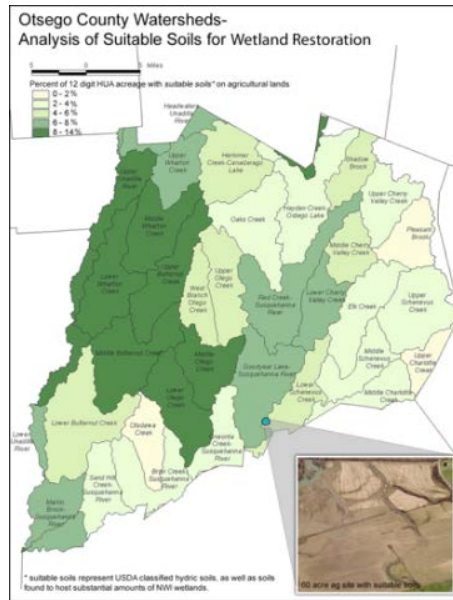 Otsego County Watersheds-
Analysis of Suitable Soils for Wetland Restoration
5 0 5 Miles
Percent of 12 digit HUA acreage with suitable soils* on agricultural lands
0 - 2%
2 - 4%
4 - 6%
6 - 8%
8 - 14%
Headwaters
Unadilla
River
Upper
Wharton
Creek
Creek-Canadarago
Lake
Shadow
Brook
Upper Cherry
Valley Creek
Hayden Creek-
Otsego Lake
Oaks Creek
Pleasant
Brook
Middle
Wharton
Creek
Middle Cherry
Valley Creek
Lower
Wharton
Creek
Upper Butternut
Creek
Upper
Otego
Creek
West
Branch
Otego
Creek
Red Creek-
Susquehanna
River
Lower Cherry
Valley Creek
Elk Creek
Upper
Schenevus
Creek
Middle Butternut Creek
Middle
Otego
Creek
Goodyear Lake-
Susquehanna
River
Middle
Schenevus
Creek
Upper
Charlotte
Creek
Lower
Otego
Creek
Lower
Schenevus
Creek
Middle Charlotte
Creek
Lower Butternut Creek
Otsdawa
Creek
Lower
Unadilla
River
Oneonta
Creek-
Susquehanna
River
Sand Hill
Creek-
Susquehanna
River
Brier Creek-
Susquehanna
River
Martin
Brook-
Susquehanna
River
60 acre ag site with suitable soils
* suitable soils represent USDA classified hydric soils, as well as soils
found to host substantial amounts of NWI wetlands.